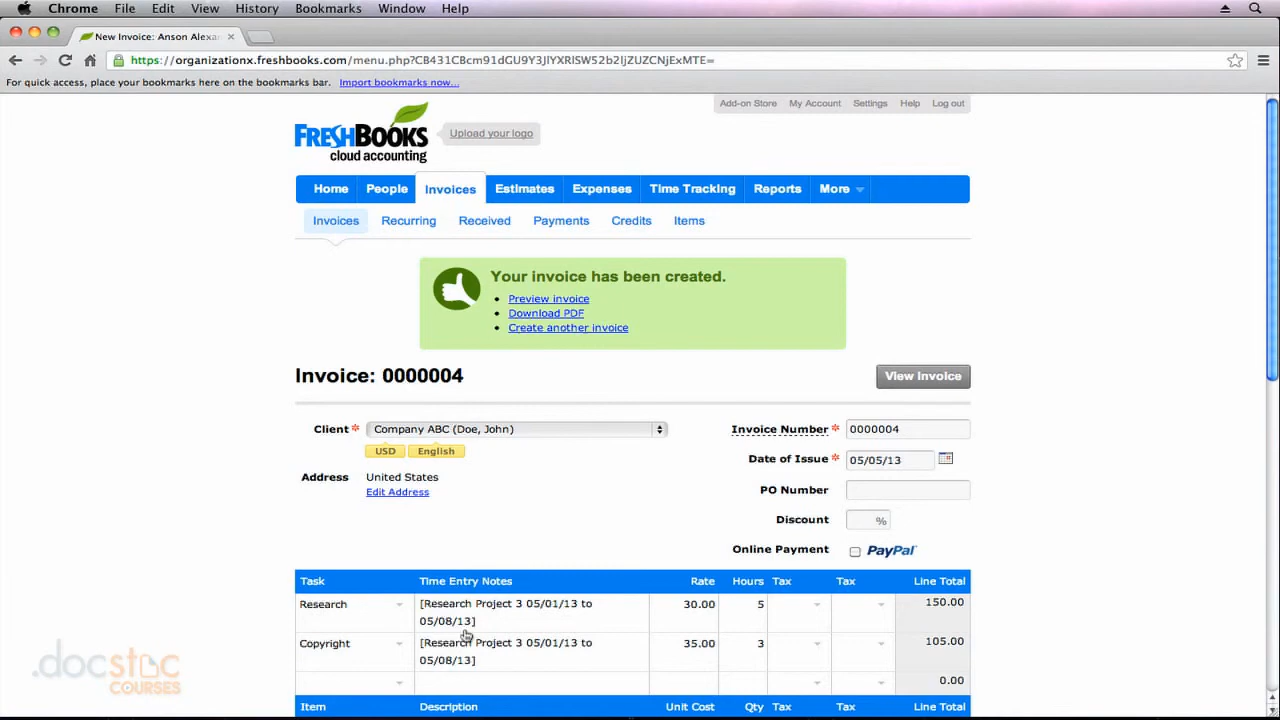 Chrome File Edit View History Bookmarks Window Help
New Invoice: Anson Alexa
https://organizationx.freshbooks.com/menu.php?CB431CBcm91dGU9Y3JlYXRlSW52b2ljZUZCNjExMTE=
For quick access, place your bookmarks here on the bookmarks bar. Import bookmarks now...
Add-on Store My Account Settings Help Log out
FRESHBOOKS
cloud accounting
Upload your logo
Home People Invoices Estimates Expenses Time Tracking Reports More
Invoices Recurring Received Payments Credits Items
Your invoice has been created.
• Preview invoice
• Download PDF
• Create another invoice
Invoice: 0000004 View Invoice
Client * Company ABC (Doe, John) Invoice Number * 0000004
USD English
Date of Issue * 05/05/13
Address United States
Edit Address
PO Number
Discount %
Online Payment PayPal
Task Time Entry Notes Rate Hours Tax Tax Line Total
Research [Research Project 3 05/01/13 to 30.00 5 150.00
05/08/13]
Copyright [Research Project 3 05/01/13 to 35.00 3 105.00
05/08/13]
0.00
Item Description Unit Cost Qty Tax Tax Line Total
.docstoc
COURSES